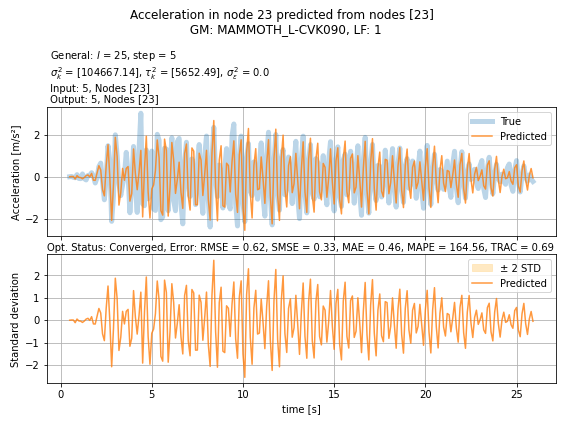 Acceleration in node 23 predicted from nodes [23]
GM: MAMMOTH_L-CVK090, LF: 1
General: l = 25, step = 5
σ²ₖ = [104667.14], τ²ₖ = [5652.49], σ²ε = 0.0
Input: 5, Nodes [23]
Output: 5, Nodes [23]
Acceleration [m/s²]
2
0
−2
True
Predicted
Opt. Status: Converged, Error: RMSE = 0.62, SMSE = 0.33, MAE = 0.46, MAPE = 164.56, TRAC = 0.69
Standard deviation
2
1
0
−1
−2
± 2 STD
Predicted
0 5 10 15 20 25
time [s]